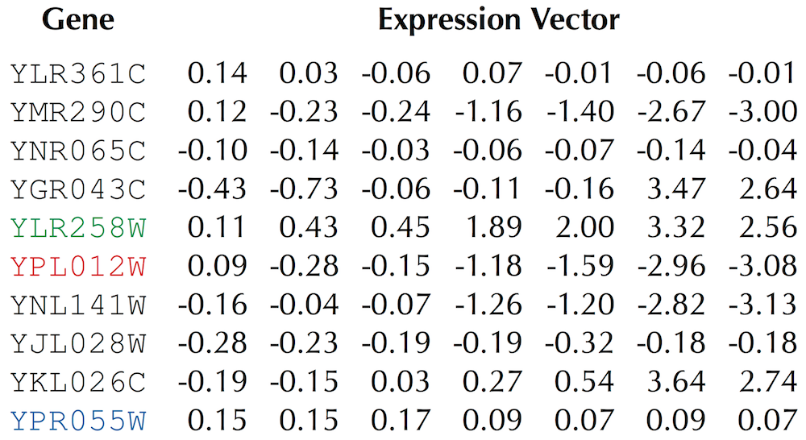 Gene Expression Vector
YLR361C 0.14 0.03 -0.06 0.07 -0.01 -0.06 -0.01
YMR290C 0.12 -0.23 -0.24 -1.16 -1.40 -2.67 -3.00
YNR065C -0.10 -0.14 -0.03 -0.06 -0.07 -0.14 -0.04
YGR043C -0.43 -0.73 -0.06 -0.11 -0.16 3.47 2.64
YLR258W 0.11 0.43 0.45 1.89 2.00 3.32 2.56
YPL012W 0.09 -0.28 -0.15 -1.18 -1.59 -2.96 -3.08
YNL141W -0.16 -0.04 -0.07 -1.26 -1.20 -2.82 -3.13
YJL028W -0.28 -0.23 -0.19 -0.19 -0.32 -0.18 -0.18
YKL026C -0.19 -0.15 0.03 0.27 0.54 3.64 2.74
YPR055W 0.15 0.15 0.17 0.09 0.07 0.09 0.07